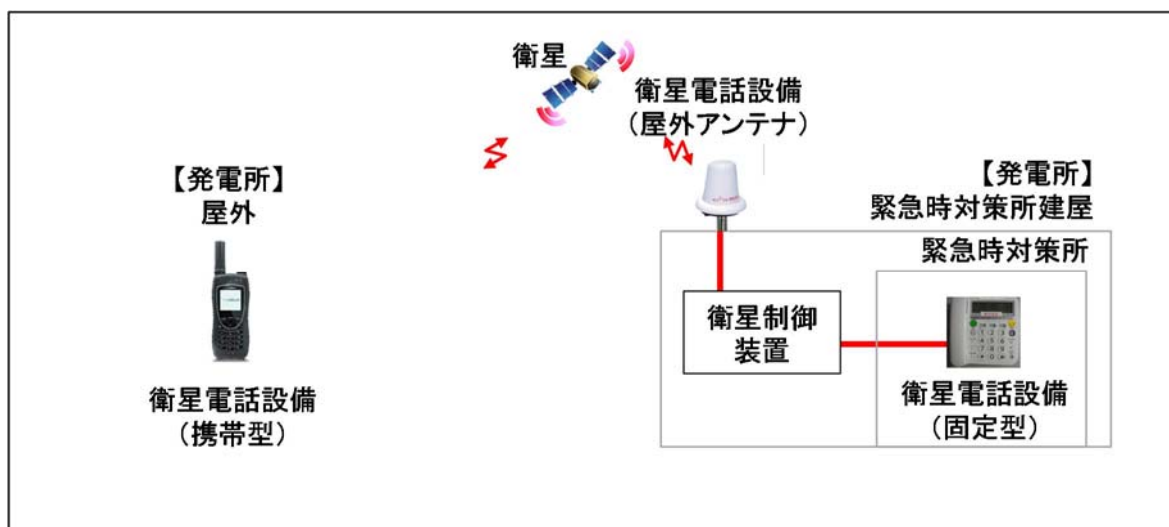 衛星
衛星電話設備
（屋外アンテナ）
【発電所】
屋外
衛星電話設備
（携帯型）
【発電所】
緊急時対策所建屋
緊急時対策所
衛星制御
装置
衛星電話設備
（固定型）